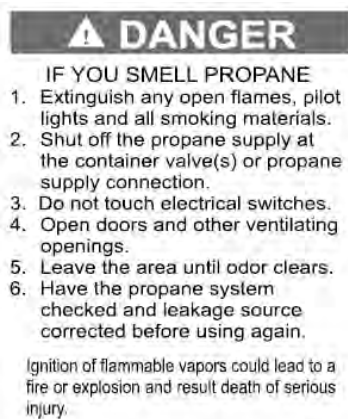 DANGER
IF YOU SMELL PROPANE
1. Extinguish any open flames, pilot
lights and all smoking materials.
2. Shut off the propane supply at
the container valve(s) or propane
supply connection.
3. Do not touch electrical switches.
4. Open doors and other ventilating
openings.
5. Leave the area until odor clears.
6. Have the propane system
checked and leakage source
corrected before using again.
Ignition of flammable vapors could lead to a
fire or explosion and result death of serious
injury.